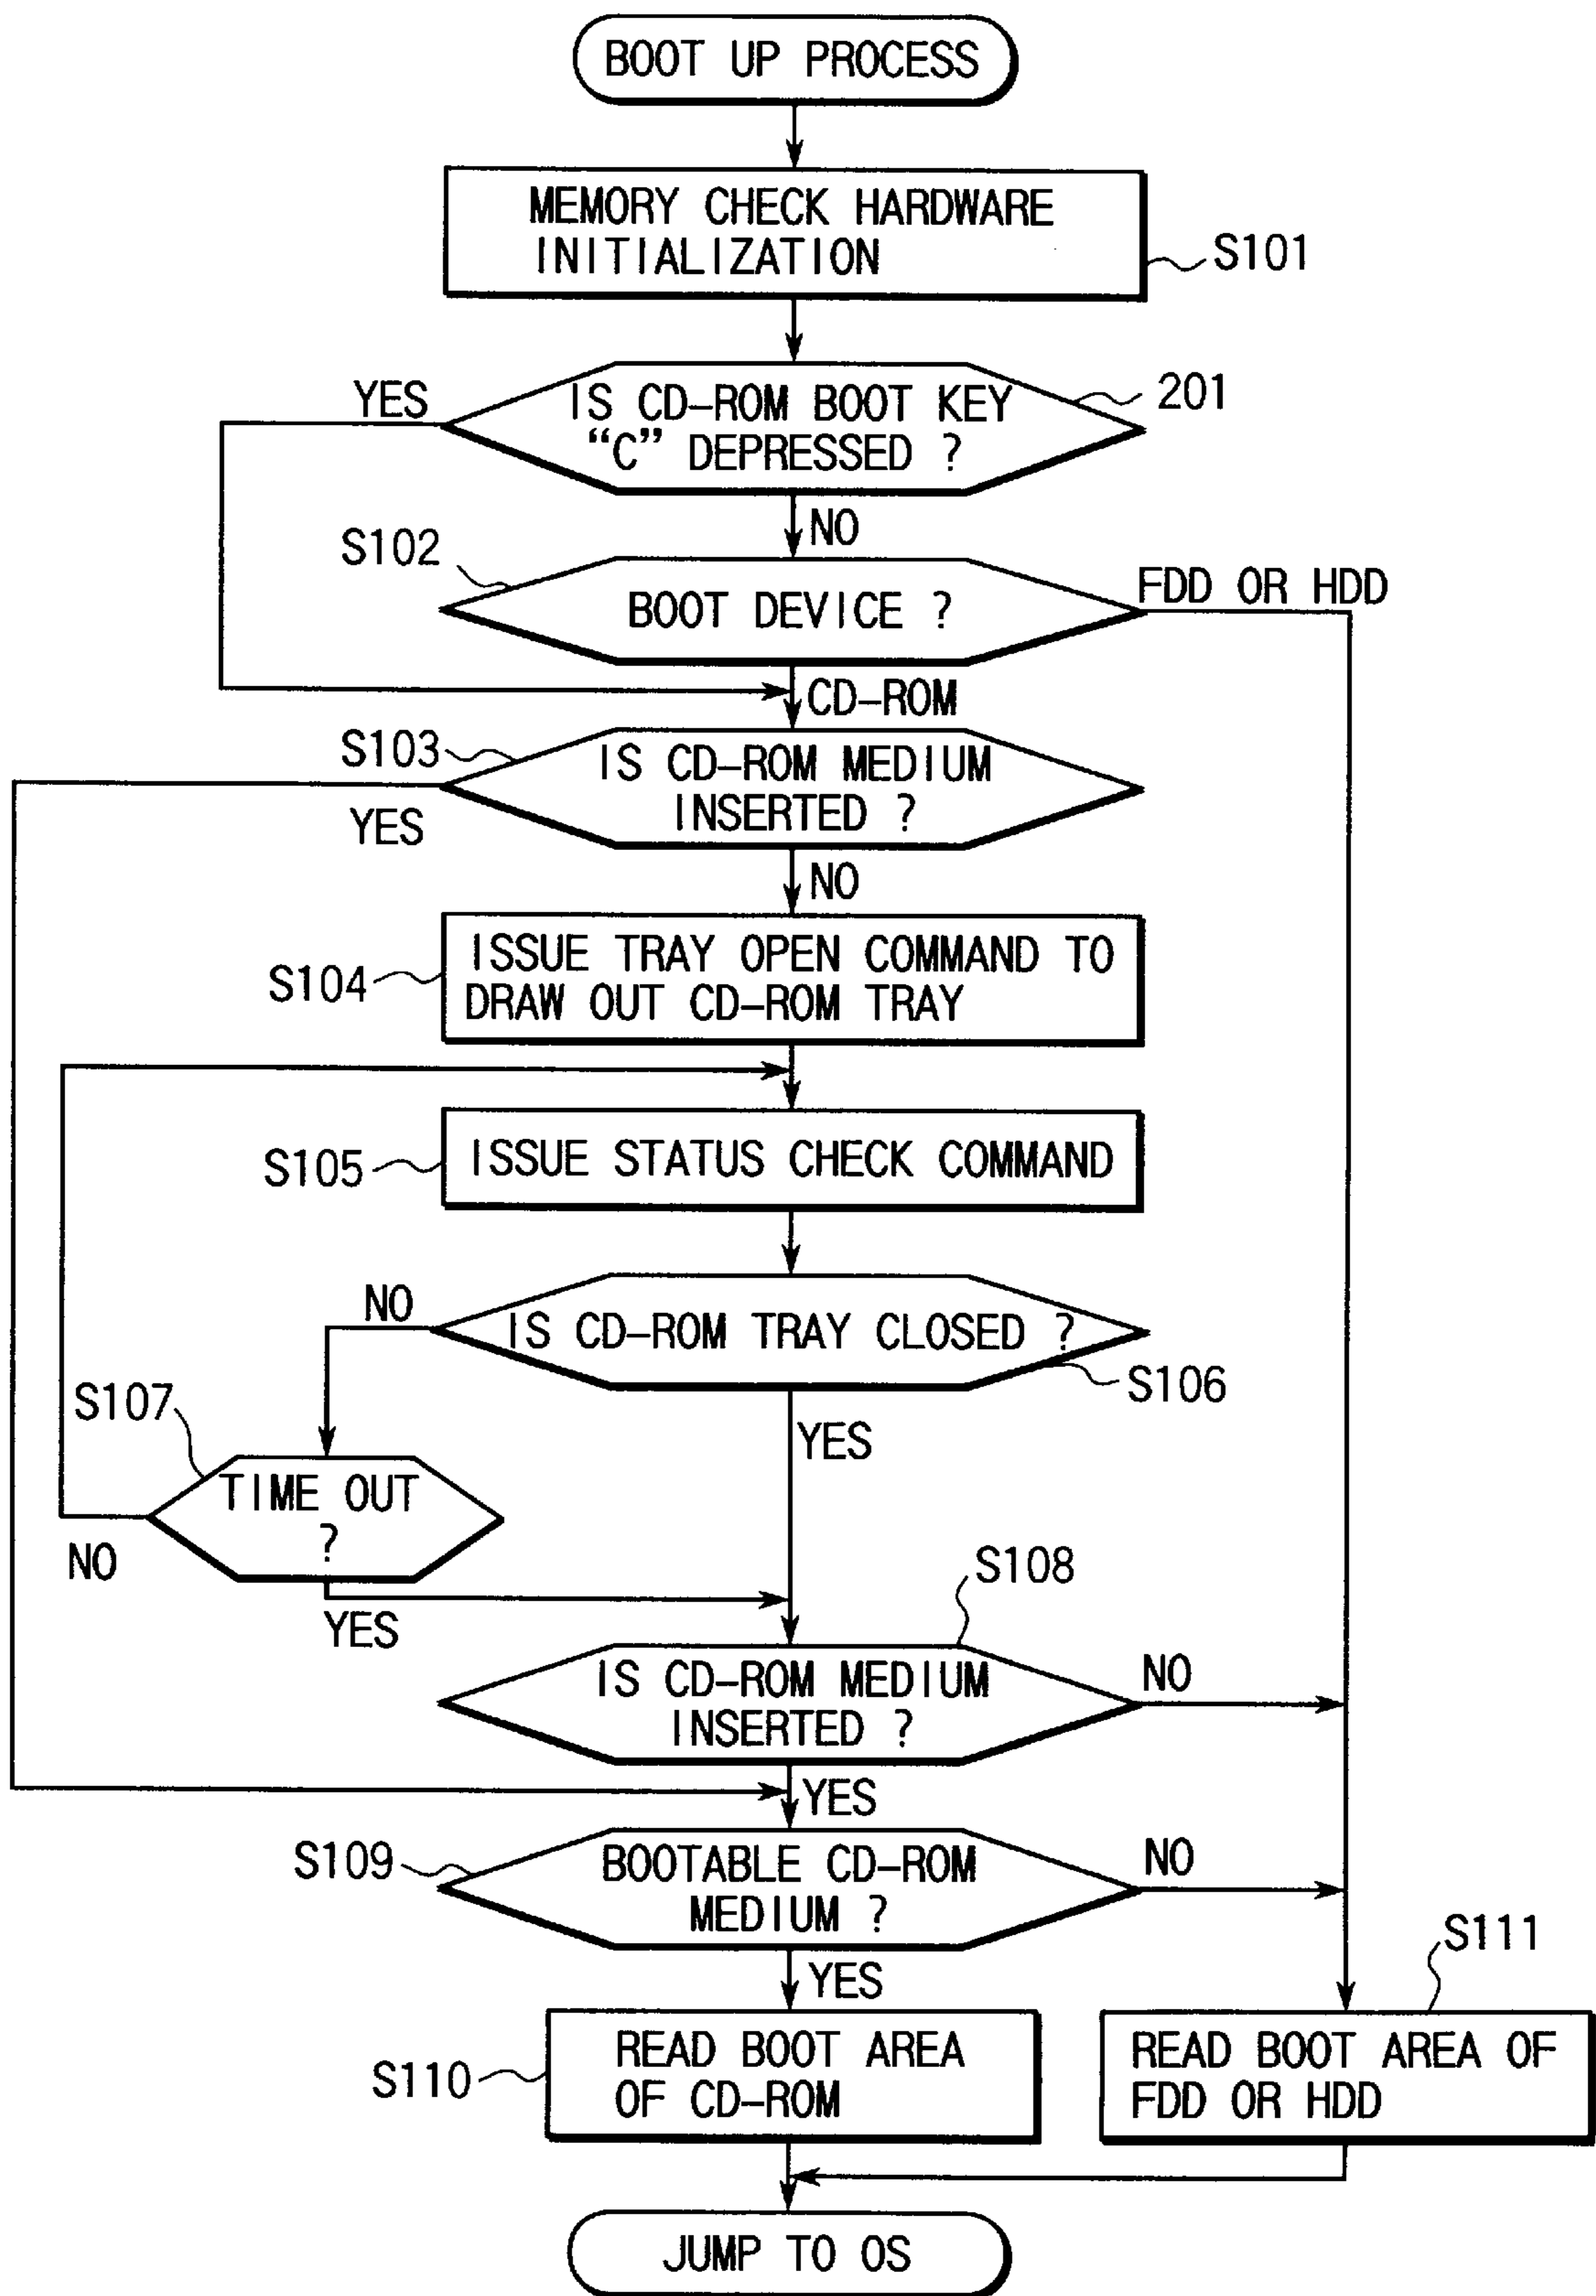 BOOT UP PROCESS
MEMORY CHECK HARDWARE
INITIALIZATION
S101
YES
IS CD-ROM BOOT KEY
“C” DEPRESSED ?
201
NO
S102
BOOT DEVICE ?
FDD OR HDD
CD-ROM
S103
IS CD-ROM MEDIUM
INSERTED ?
YES
NO
S104
ISSUE TRAY OPEN COMMAND TO
DRAW OUT CD-ROM TRAY
S105
ISSUE STATUS CHECK COMMAND
NO
IS CD-ROM TRAY CLOSED ?
S106
YES
S107
TIME OUT
?
NO
YES
S108
IS CD-ROM MEDIUM
INSERTED ?
NO
YES
S109
BOOTABLE CD-ROM
MEDIUM ?
NO
YES
S110
READ BOOT AREA
OF CD-ROM
S111
READ BOOT AREA OF
FDD OR HDD
JUMP TO OS